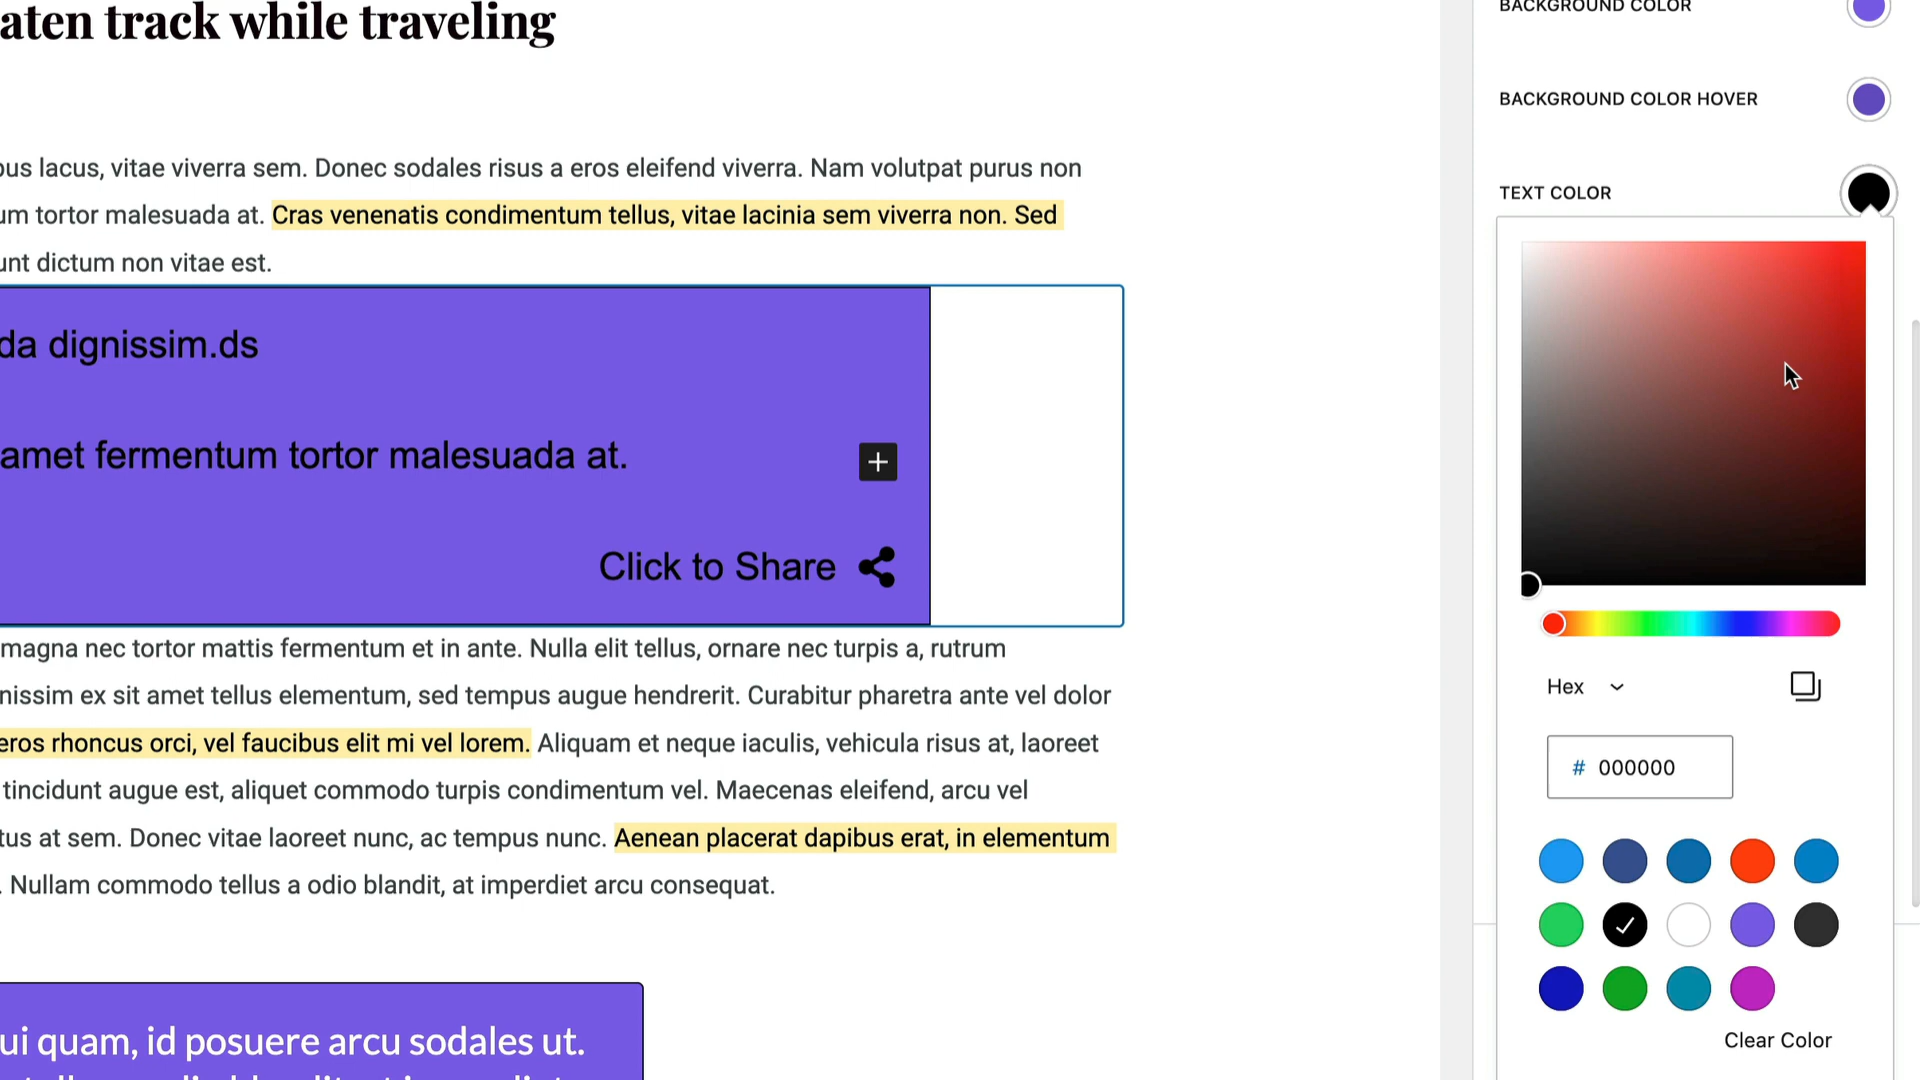 aten track while traveling
BACKGROUND COLOR
BACKGROUND COLOR HOVER
TEXT COLOR
lacus, vitae viverra sem. Donec sodales risus a eros eleifend viverra. Nam volutpat purus non
um tortor malesuada at. Cras venenatis condimentum tellus, vitae lacinia sem viverra non. Sed
unt dictum non vitae est.
da dignissim.ds
amet fermentum tortor malesuada at.
Click to Share
magna nec tortor mattis fermentum et in ante. Nulla elit tellus, ornare nec turpis a, rutrum
nissim ex sit amet tellus elementum, sed tempus augue hendrerit. Curabitur pharetra ante vel dolor
eros rhoncus orci, vel faucibus elit mi vel lorem. Aliquam et neque iaculis, vehicula risus at, laoreet
tincidunt augue est, aliquet commodo turpis condimentum vel. Maecenas eleifend, arcu vel
tus at sem. Donec vitae laoreet nunc, ac tempus nunc. Aenean placerat dapibus erat, in elementum
. Nullam commodo tellus a odio blandit, at imperdiet arcu consequat.
ui quam, id posuere arcu sodales ut.
Hex
# 000000
Clear Color